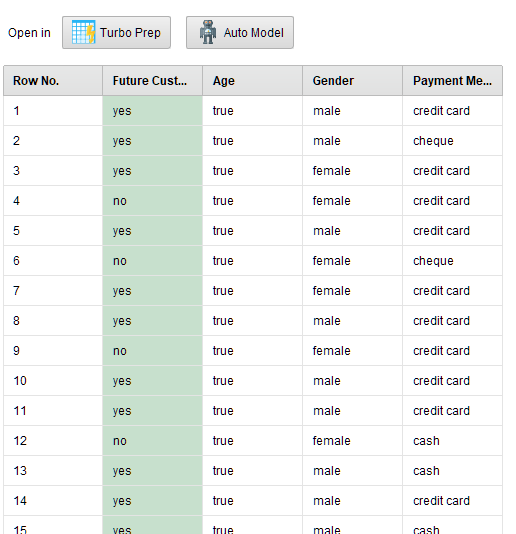 Open in Turbo Prep Auto Model
Row No. Future Cust... Age Gender Payment Me...
1 yes true male credit card
2 yes true male cheque
3 yes true female credit card
4 no true female credit card
5 yes true male credit card
6 no true female cheque
7 yes true female credit card
8 yes true male credit card
9 no true female credit card
10 yes true male credit card
11 yes true male credit card
12 no true female cash
13 yes true male cash
14 yes true male credit card
15 yes true male cash